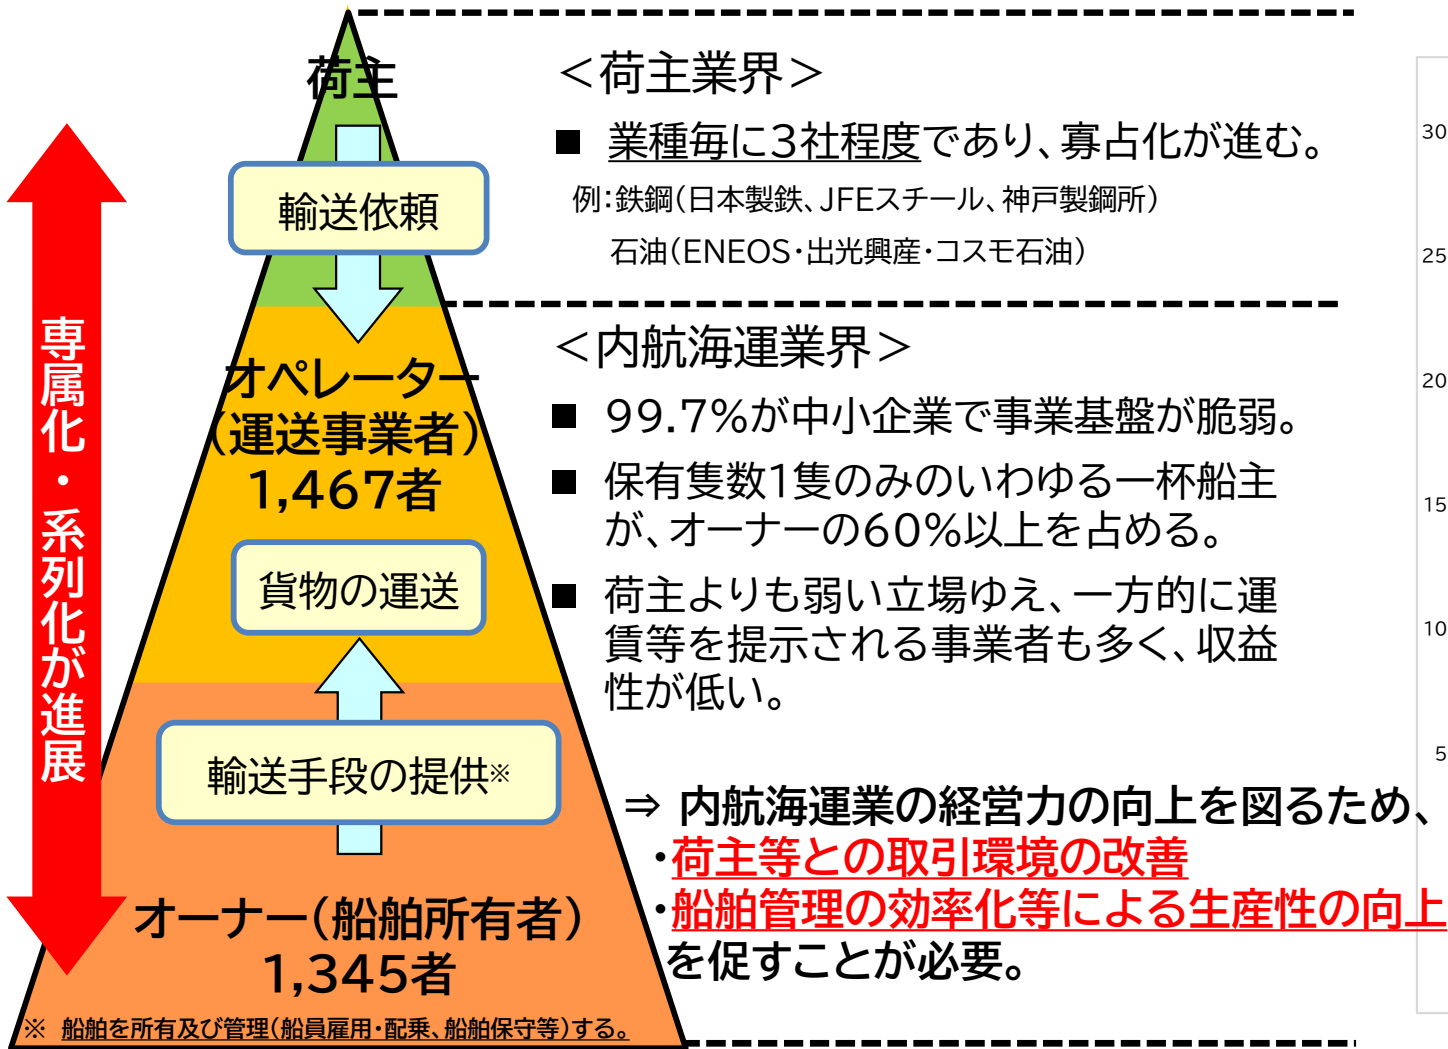 荷主
輸送依頼
オペレーター
(運送事業者)
1,467者
貨物の運送
輸送手段の提供※
オーナー(船舶所有者)
1,345者
※ 船舶を所有及び管理(船員雇用・配乗、船舶保守等)する。
専属化・系列化が進展
<荷主業界>
■ 業種毎に3社程度であり、寡占化が進む。
例:鉄鋼(日本製鉄、JFEスチール、神戸製鋼所)
石油(ENEOS・出光興産・コスモ石油)
<内航海運業界>
■ 99.7%が中小企業で事業基盤が脆弱。
■ 保有隻数1隻のみのいわゆる一杯船主
が、オーナーの60%以上を占める。
■ 荷主よりも弱い立場ゆえ、一方的に運
賃等を提示される事業者も多く、収益
性が低い。
⇒ 内航海運業の経営力の向上を図るため、
・荷主等との取引環境の改善
・船舶管理の効率化等による生産性の向上
を促すことが必要。
30
25
20
15
10
5